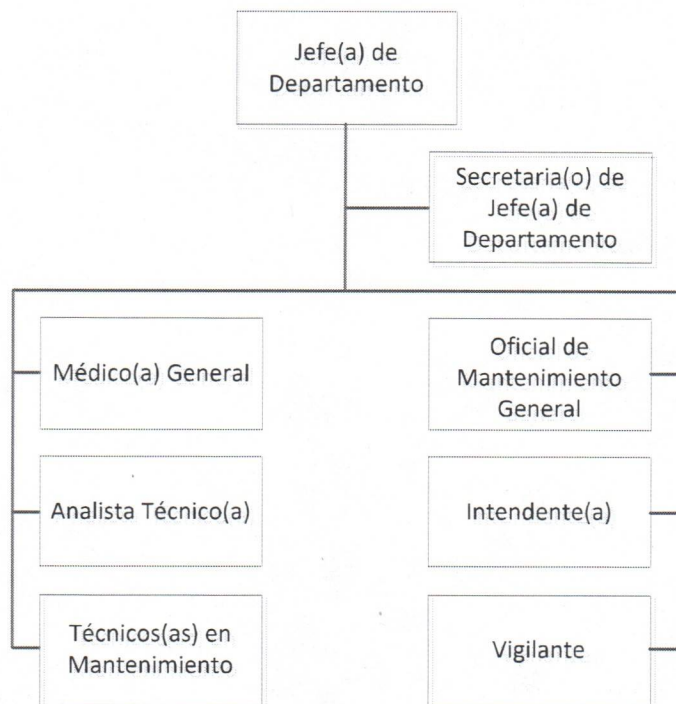 Jefe(a) de
Departamento
Secretaria(o) de
Jefe(a) de
Departamento
Médico(a) General
Oficial de
Mantenimiento
General
Analista Técnico(a)
Intendente(a)
Técnicos(as) en
Mantenimiento
Vigilante